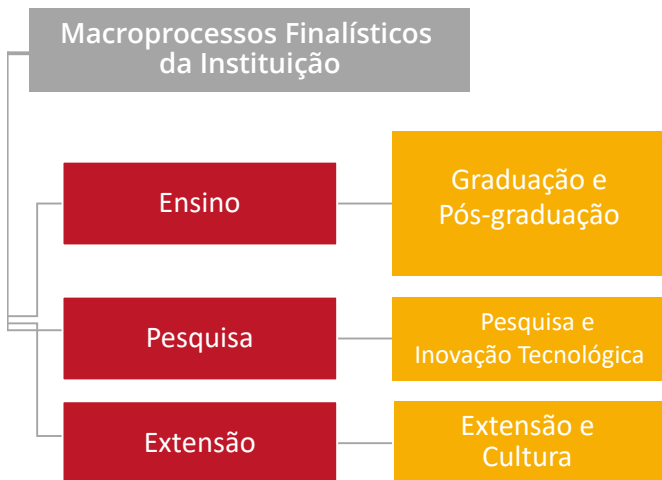 Macroprocessos Finalísticos
da Instituição
Ensino
Graduação e
Pós-graduação
Pesquisa
Pesquisa e
Inovação Tecnológica
Extensão
Extensão e
Cultura